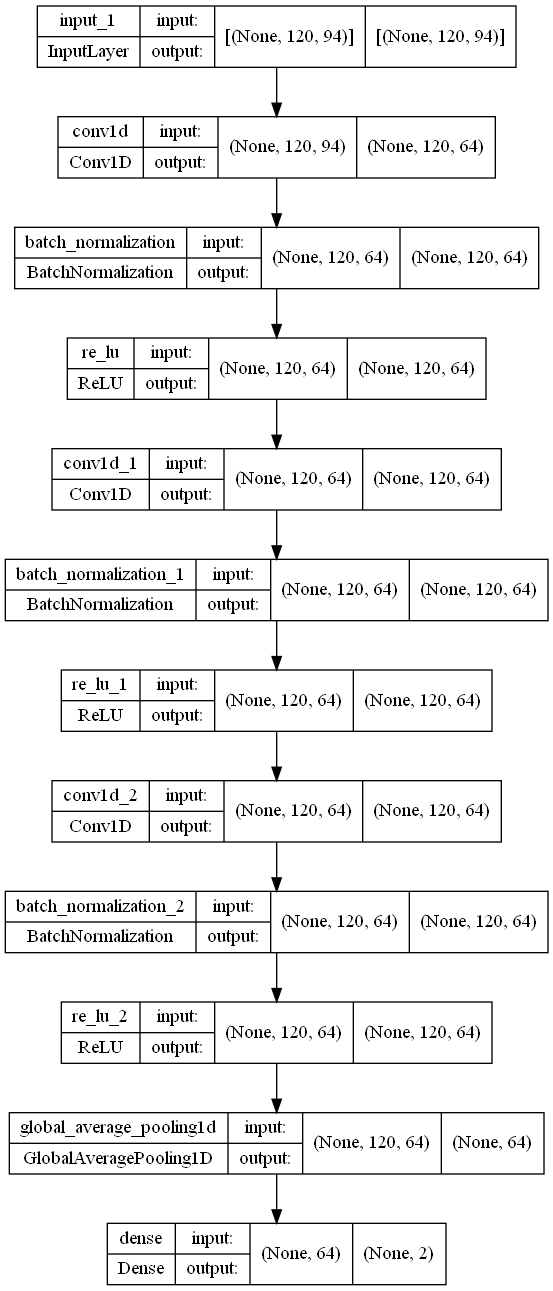 input_1 input: [(None, 120, 94)] [(None, 120, 94)]
InputLayer output:
conv1d input: (None, 120, 94) (None, 120, 64)
Conv1D output:
batch_normalization input: (None, 120, 64) (None, 120, 64)
BatchNormalization output:
re_lu input: (None, 120, 64) (None, 120, 64)
ReLU output:
conv1d_1 input: (None, 120, 64) (None, 120, 64)
Conv1D output:
batch_normalization_1 input: (None, 120, 64) (None, 120, 64)
BatchNormalization output:
re_lu_1 input: (None, 120, 64) (None, 120, 64)
ReLU output:
conv1d_2 input: (None, 120, 64) (None, 120, 64)
Conv1D output:
batch_normalization_2 input: (None, 120, 64) (None, 120, 64)
BatchNormalization output:
re_lu_2 input: (None, 120, 64) (None, 120, 64)
ReLU output:
global_average_pooling1d input: (None, 120, 64) (None, 64)
GlobalAveragePooling1D output:
dense input: (None, 64) (None, 2)
Dense output: